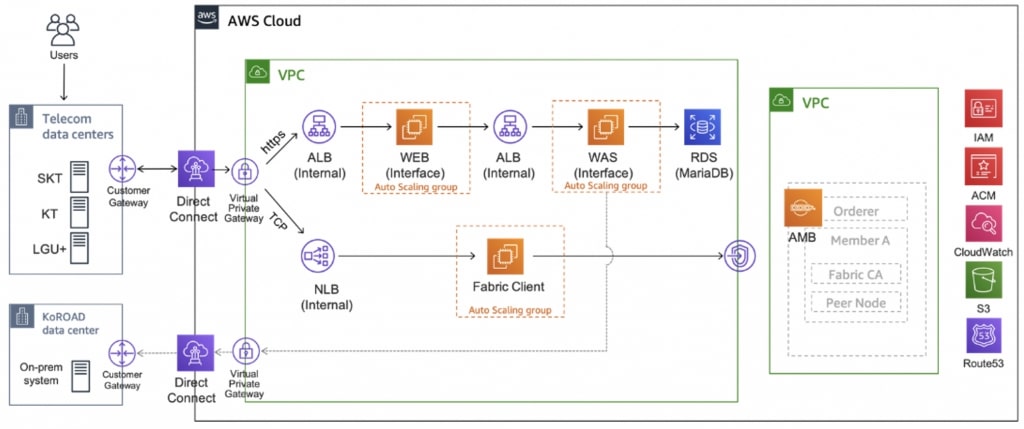 Users
Telecom
data centers
SKT
KT
LGU+
Customer
Gateway
KoROAD
data center
On-prem
system
Customer
Gateway
aws
AWS Cloud
Direct
Connect
Direct
Connect
VPC
Virtual
Private
Gateway
https
TCP
ALB
(Internal)
WEB
(Interface)
Auto Scaling group
ALB
(Internal)
WAS
(Interface)
Auto Scaling group
RDS
(MariaDB)
NLB
(Internal)
Fabric Client
Auto Scaling group
Virtual
Private
Gateway
VPC
AMB
Orderer
Member A
Fabric CA
Peer Node
IAM
ACM
CloudWatch
S3
53
Route53